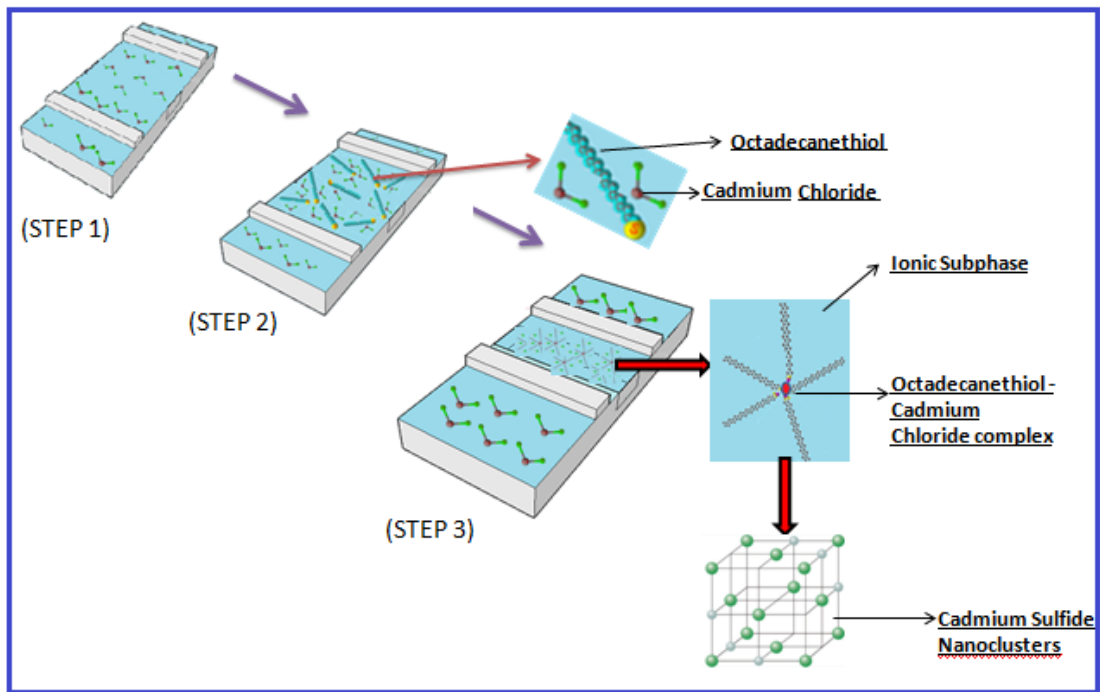 (STEP 1)
(STEP 2)
Octadecanethiol
Cadmium Chloride
S
(STEP 3)
Ionic Subphase
Octadecanethiol -
Cadmium
Chloride complex
Cadmium Sulfide
Nanoclusters